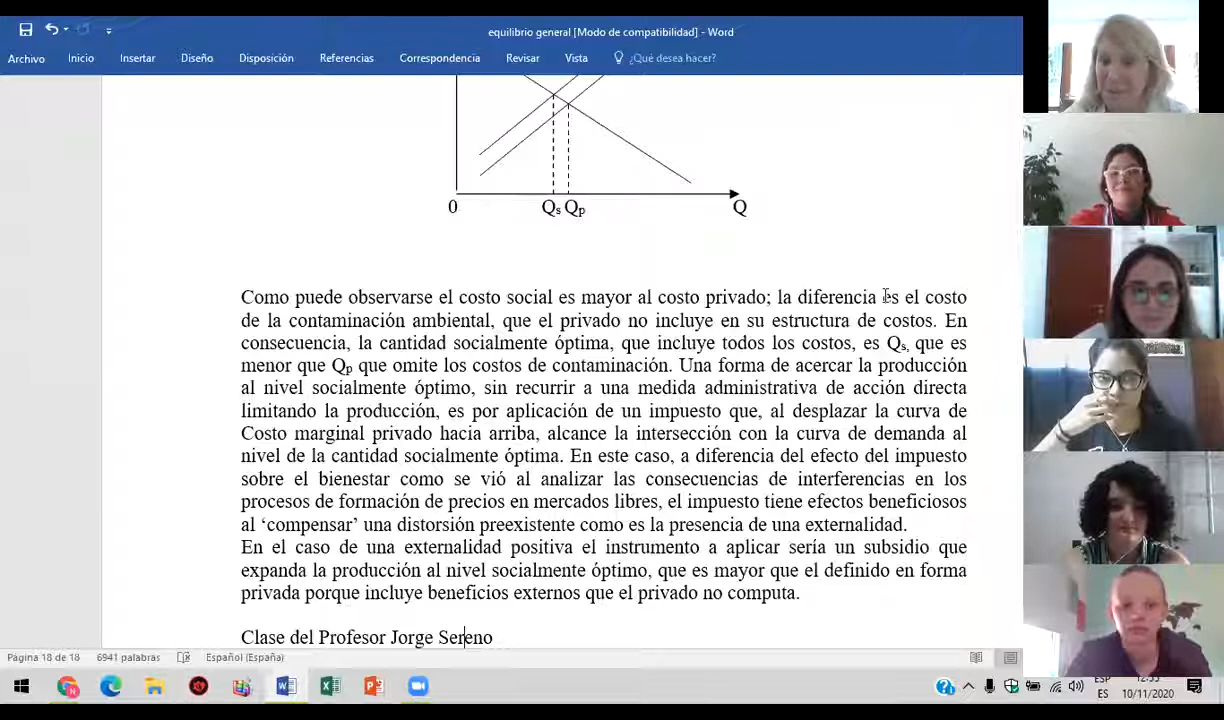 equilibrio general [Modo de compatibilidad] - Word
Archivo Inicio Insertar Diseño Disposición Referencias Correspondencia Revisar Vista ¿Qué desea hacer?
0 Qs Qp Q
Como puede observarse el costo social es mayor al costo privado; la diferencia es el costo
de la contaminación ambiental, que el privado no incluye en su estructura de costos. En
consecuencia, la cantidad socialmente óptima, que incluye todos los costos, es Qs, que es
menor que Qp que omite los costos de contaminación. Una forma de acercar la producción
al nivel socialmente óptimo, sin recurrir a una medida administrativa de acción directa
limitando la producción, es por aplicación de un impuesto que, al desplazar la curva de
Costo marginal privado hacia arriba, alcance la intersección con la curva de demanda al
nivel de la cantidad socialmente óptima. En este caso, a diferencia del efecto del impuesto
sobre el bienestar como se vió al analizar las consecuencias de interferencias en los
procesos de formación de precios en mercados libres, el impuesto tiene efectos beneficiosos
al ‘compensar’ una distorsión preexistente como es la presencia de una externalidad.
En el caso de una externalidad positiva el instrumento a aplicar sería un subsidio que
expanda la producción al nivel socialmente óptimo, que es mayor que el definido en forma
privada porque incluye beneficios externos que el privado no computa.
Clase del Profesor Jorge Sereno
Página 18 de 18 6941 palabras Español (España)
ESP
ES 10/11/2020